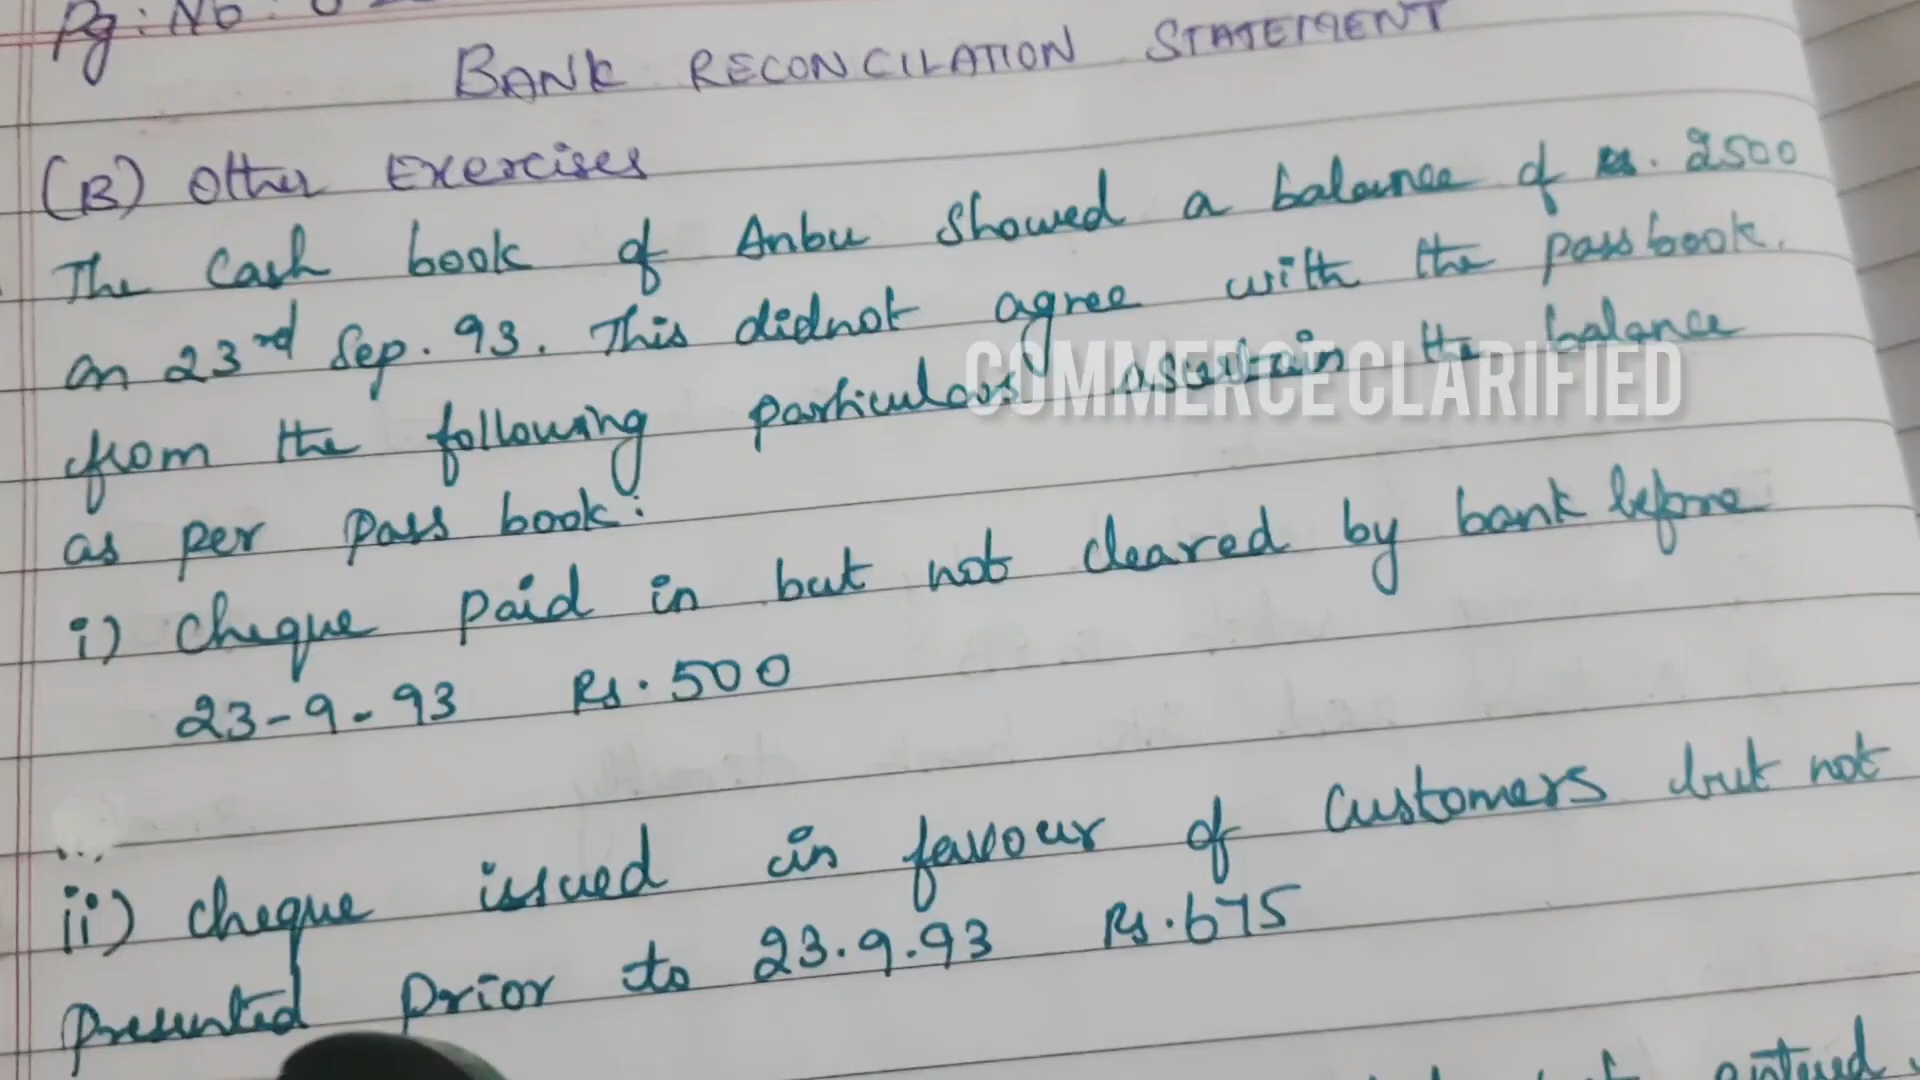 Pg: No:
BANK RECONCILATION STATEMENT
(B) Other Exercises
The Cash book of Anbu Showed a balance of Rs. 2500
on 23rd Sep. 93. This didnot agree with the pass book.
from the following particulars ascertain the balance
COMMERCE CLARIFIED
as per pass book:
i) Cheque paid in but not cleared by bank before
23-9-93 Rs. 500
ii) cheque issued in favour of Customers but not
presented prior to 23.9.93 Rs. 675
entered